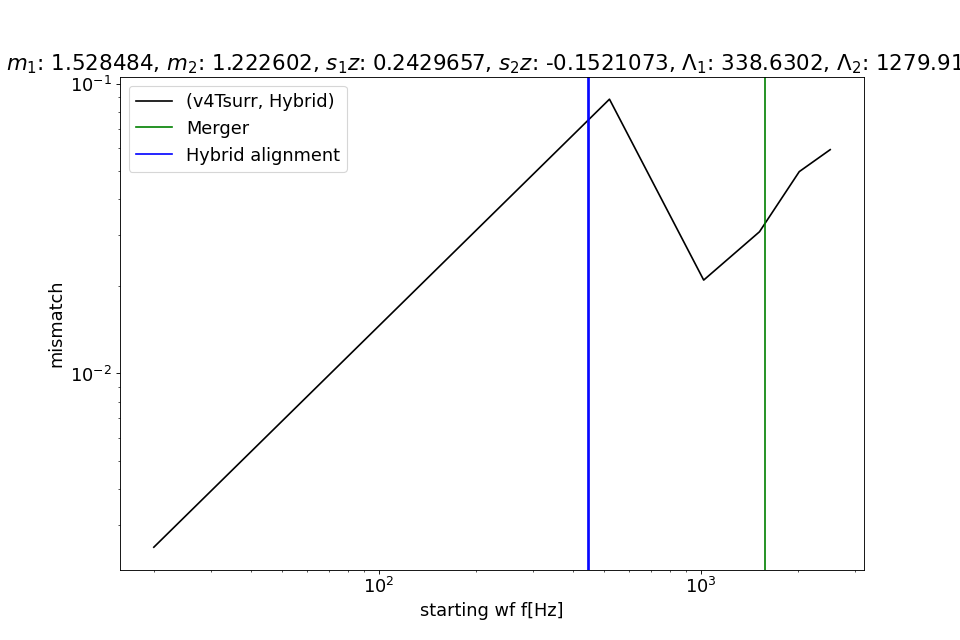 m₁: 1.528484, m₂: 1.222602, s₁z: 0.2429657, s₂z: -0.1521073, Λ₁: 338.6302, Λ₂: 1279.91
10⁻¹
(v4Tsurr, Hybrid)
Merger
Hybrid alignment
mismatch
10⁻²
10² 10³
starting wf f[Hz]